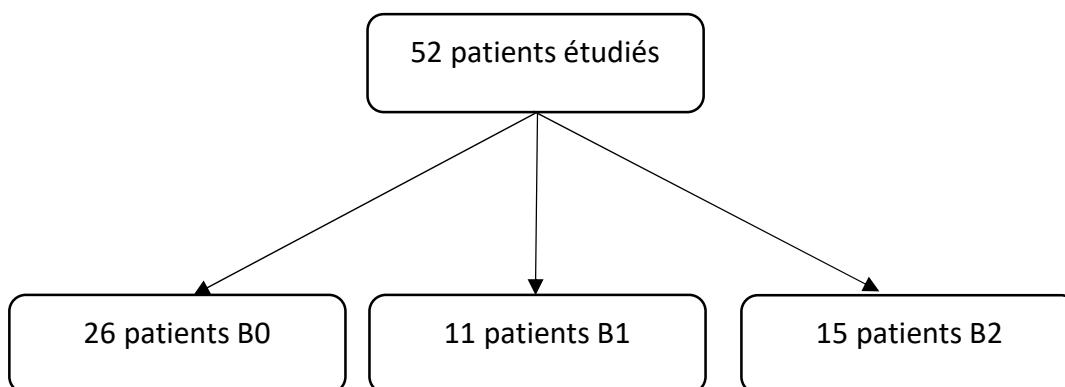 52 patients étudiés
26 patients B0
11 patients B1
15 patients B2